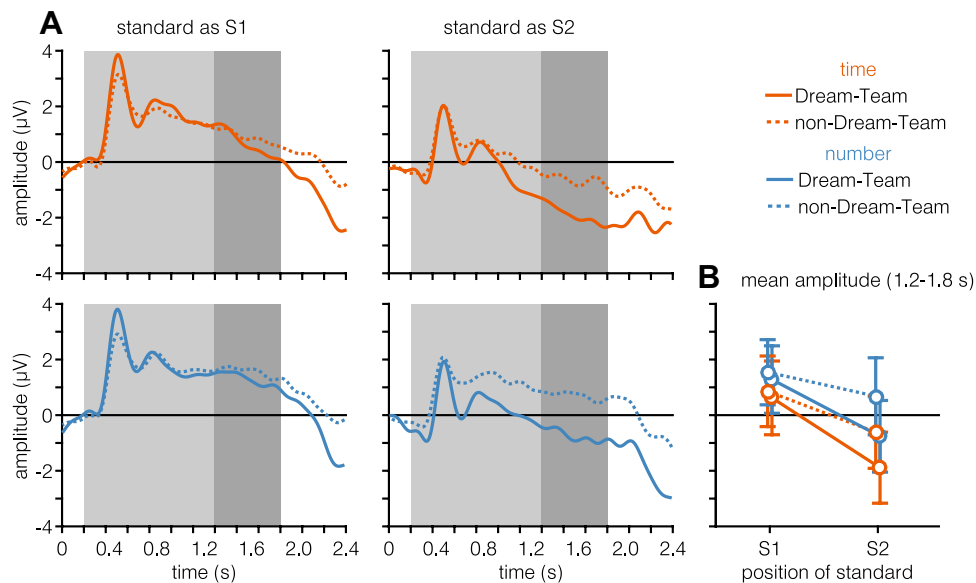 A
standard as S1
standard as S2
4
2
0
-2
-4
amplitude (µV)
time
Dream-Team
non-Dream-Team
number
Dream-Team
non-Dream-Team
4
2
0
-2
-4
amplitude (µV)
0 0.4 0.8 1.2 1.6 2.0 2.4
time (s)
0 0.4 0.8 1.2 1.6 2.0 2.4
time (s)
B
mean amplitude (1.2-1.8 s)
S1 S2
position of standard